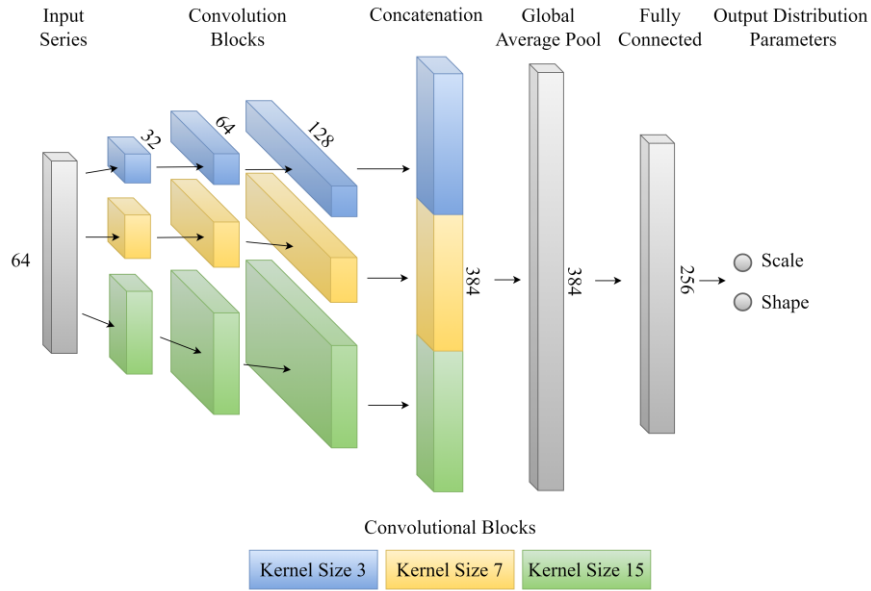 Input
Series
Convolution
Blocks
Concatenation
Global
Average Pool
Fully
Connected
Output Distribution
Parameters
32
64
128
64
384
384
256
Scale
Shape
Convolutional Blocks
Kernel Size 3
Kernel Size 7
Kernel Size 15